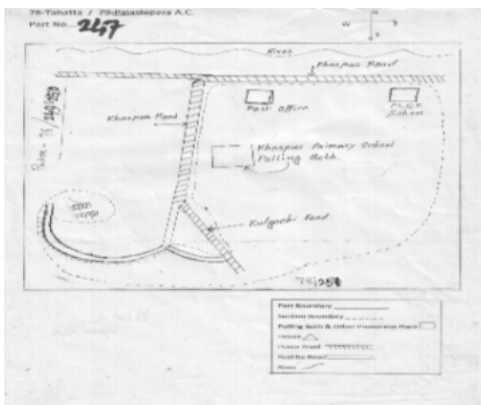 78-Tehatta / 79-Palashipara A.C.
Part No. 247
W
S
River
Khaspur Road
Khaspur Road
Post Office
M.S.K
School
Khaspur Primary School
Polling Both
Kulgachi Road
Part Boundary
Section Boundary
Polling Both & Other Prominent Place
House
Pucca Road
Kutcha Road
River